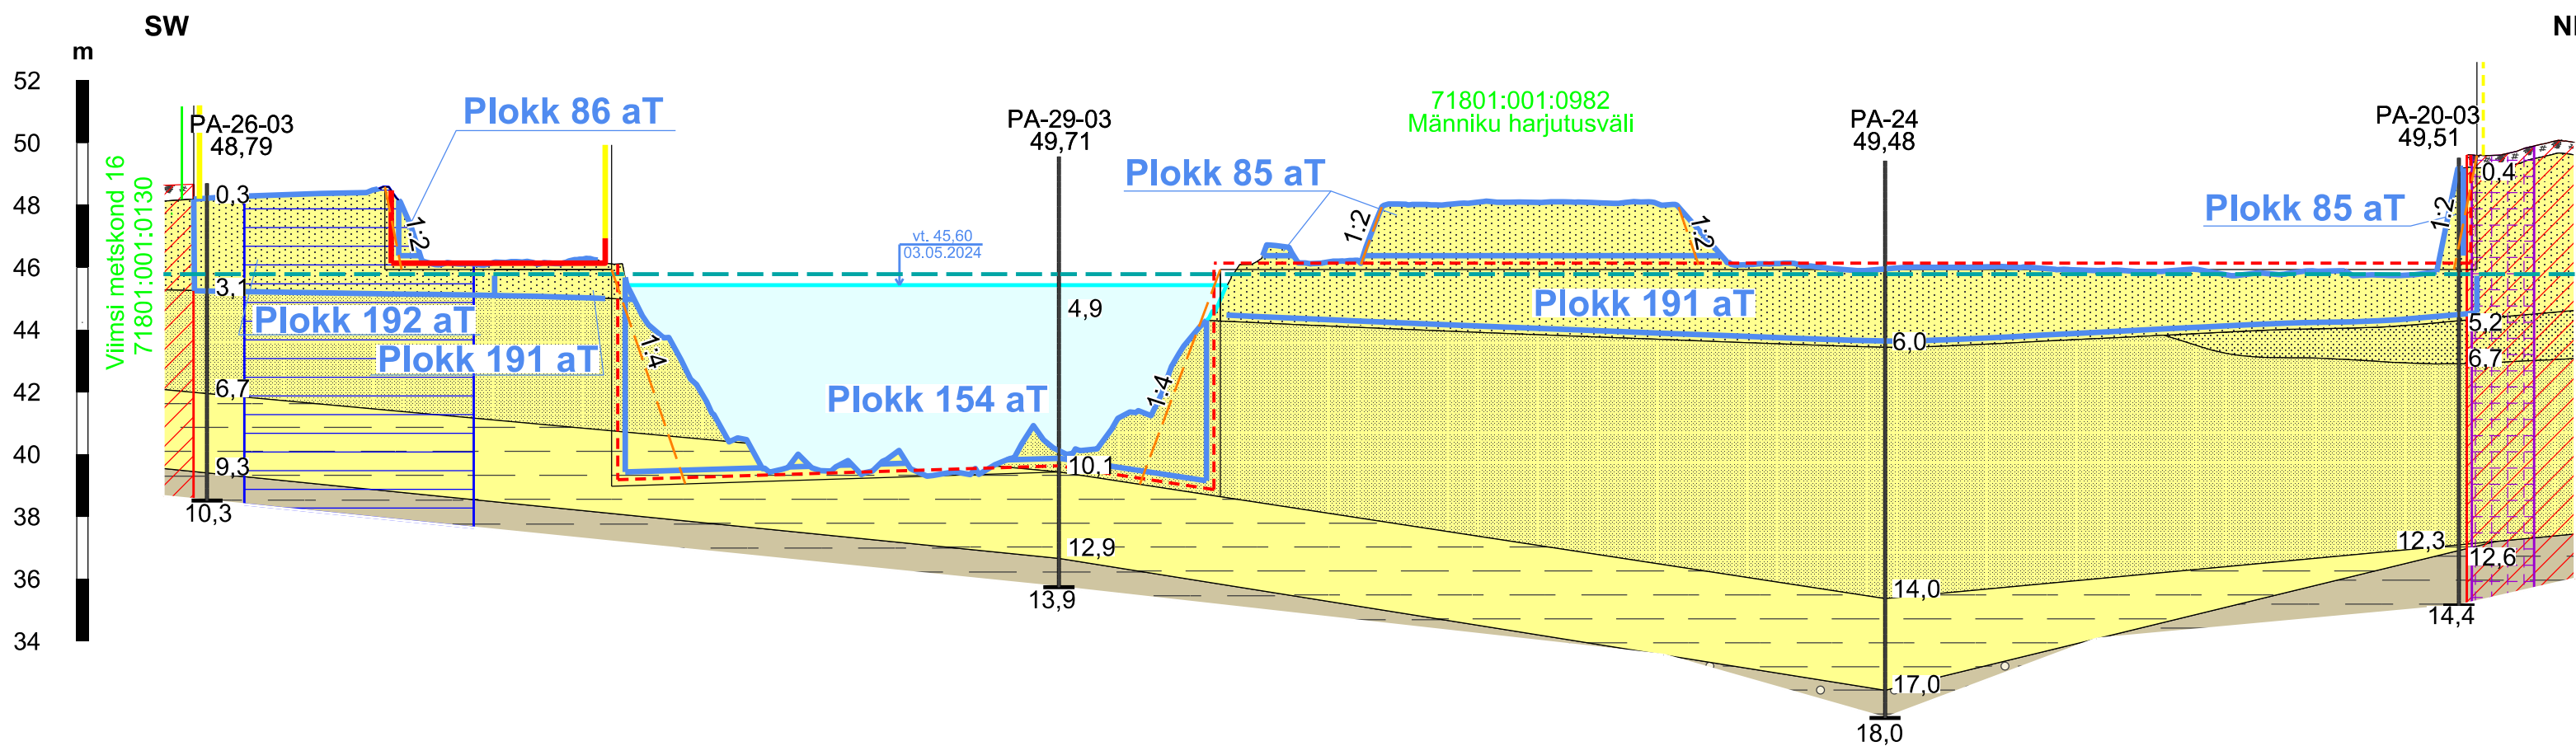 SW
m
52
50
48
46
44
42
40
38
36
34
Viimsi metskond 16
71801:001:0130
PA-26-03
48,79
0,3
3,1
6,7
9,3
10,3
Plokk 86 aT
1:2
Plokk 192 aT
Plokk 191 aT
1:4
vt. 45,60
03.05.2024
Plokk 154 aT
PA-29-03
49,71
4,9
10,1
12,9
13,9
1:4
71801:001:0982
Männiku harjutusväli
Plokk 85 aT
1:2
1:2
Plokk 191 aT
PA-24
49,48
6,0
14,0
17,0
18,0
Plokk 85 aT
1:2
PA-20-03
49,51
0,4
5,2
6,7
12,3
12,6
14,4